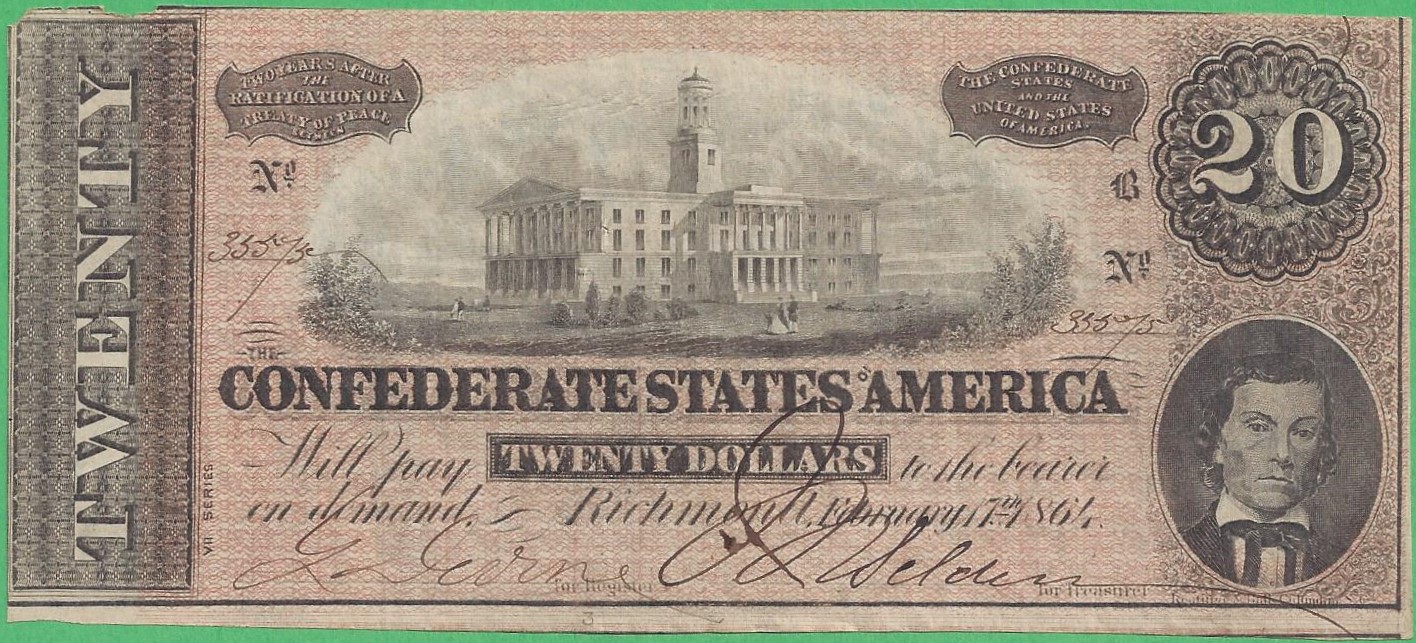 TWENTY
TWO YEARS AFTER
THE
RATIFICATION OF A
TREATY OF PEACE
BETWEEN
THE CONFEDERATE
STATES
AND THE
UNITED STATES
OF AMERICA.
20
No.
B
No.
THE
CONFEDERATE STATES OF AMERICA
Will pay TWENTY DOLLARS to the bearer
on demand. Richmond, February 17th 1864.
VII SERIES
for Register
for Treasurer
3